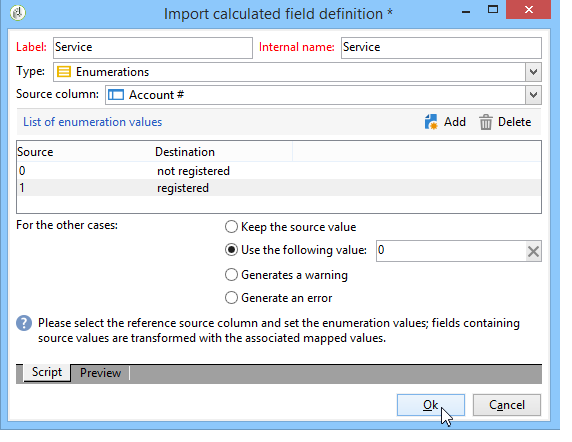 Import calculated field definition *
Label: Service Internal name: Service
Type: Enumerations
Source column: Account #
List of enumeration values Add Delete
Source Destination
0 not registered
1 registered
For the other cases: Keep the source value
Use the following value: 0
Generates a warning
Generate an error
Please select the reference source column and set the enumeration values; fields containing
source values are transformed with the associated mapped values.
Script Preview
Ok Cancel